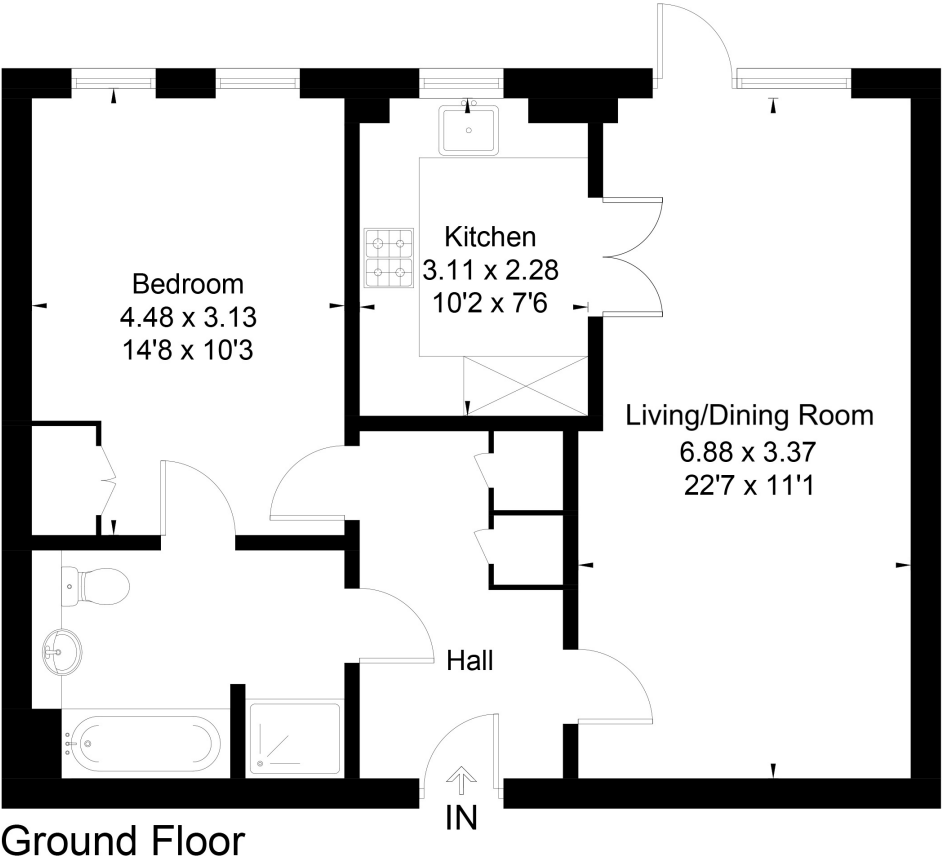 Kitchen
3.11 x 2.28
10'2 x 7'6
Bedroom
4.48 x 3.13
14'8 x 10'3
Living/Dining Room
6.88 x 3.37
22'7 x 11'1
Hall
IN
Ground Floor